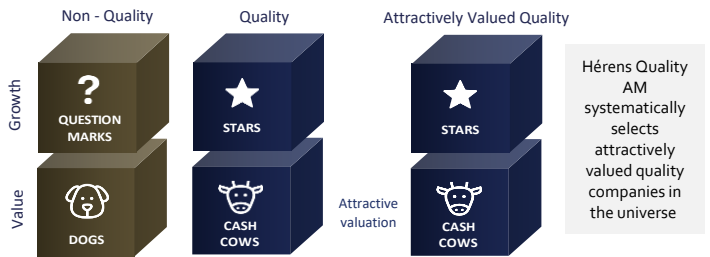 Non - Quality
Quality
Attractively Valued Quality
Growth
?
QUESTION
MARKS
STARS
STARS
Value
DOGS
CASH
COWS
Attractive
valuation
CASH
COWS
Hérens Quality
AM
systematically
selects
attractively
valued quality
companies in
the universe